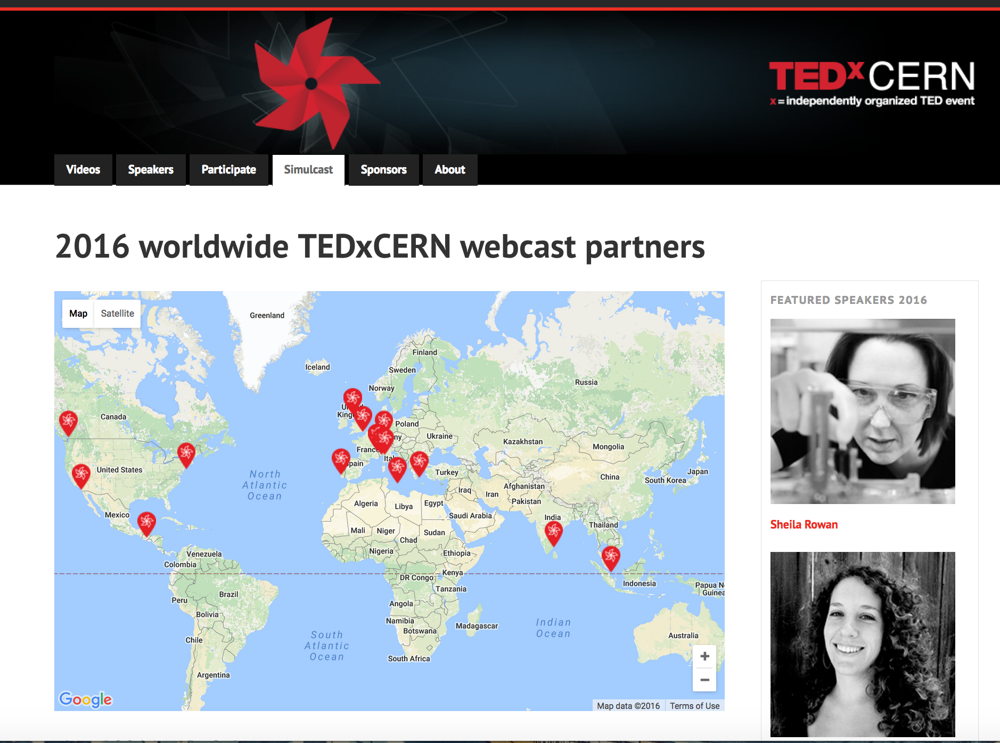 TEDxCERN
x = independently organized TED event
Videos
Speakers
Participate
Simulcast
Sponsors
About
2016 worldwide TEDxCERN webcast partners
Map
Satellite
Greenland
Finland
Iceland
Sweden
Russia
Norway
Canada
Poland
Ukraine
Kazakhstan
Mongolia
France
United States
Turkey
Japan
China
South Korea
North
Atlantic
Ocean
Iraq
Afghanistan
Iran
Pakistan
Algeria
Libya
Egypt
Saudi Arabia
Mexico
India
Thailand
Mali
Niger
Sudan
Chad
Nigeria
Ethiopia
Venezuela
Colombia
Kenya
DR Congo
Tanzania
Indonesia
Papua N
Guinea
Brazil
Peru
Angola
Bolivia
Namibia
Botswana
Madagascar
Indian
Ocean
Chile
South
Atlantic
Ocean
Australia
South Africa
Argentina
Google
Map data ©2016
Terms of Use
FEATURED SPEAKERS 2016
Sheila Rowan